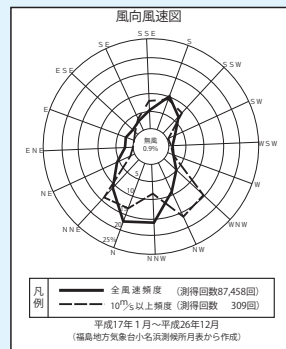 風向風速図
SSE
SE
S
ESE
SSW
E
SW
ENE
無風
0.9%
WSW
NE
5
W
10
NNE
20
WNW
25%
N
NNW
NW
凡例
全風速頻度 (測得回数87,458回)
10m/s以上頻度 (測得回数 309回)
平成17年1月〜平成26年12月
(福島地方気象台小名浜測候所月表から作成)